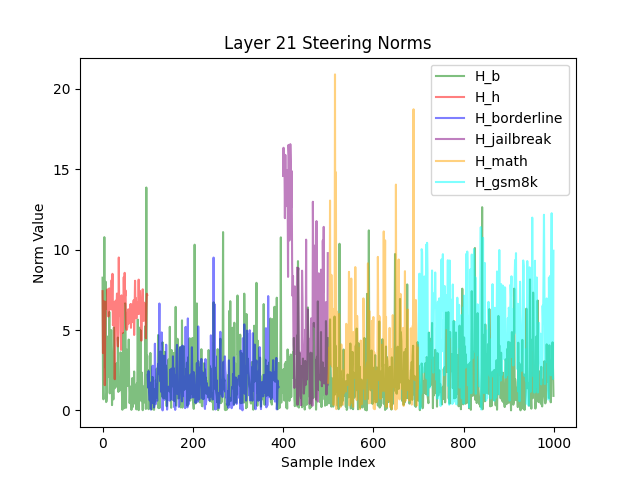 Layer 21 Steering Norms
Norm Value
20
15
10
5
0
H_b
H_h
H_borderline
H_jailbreak
H_math
H_gsm8k
0
200
400
600
800
1000
Sample Index